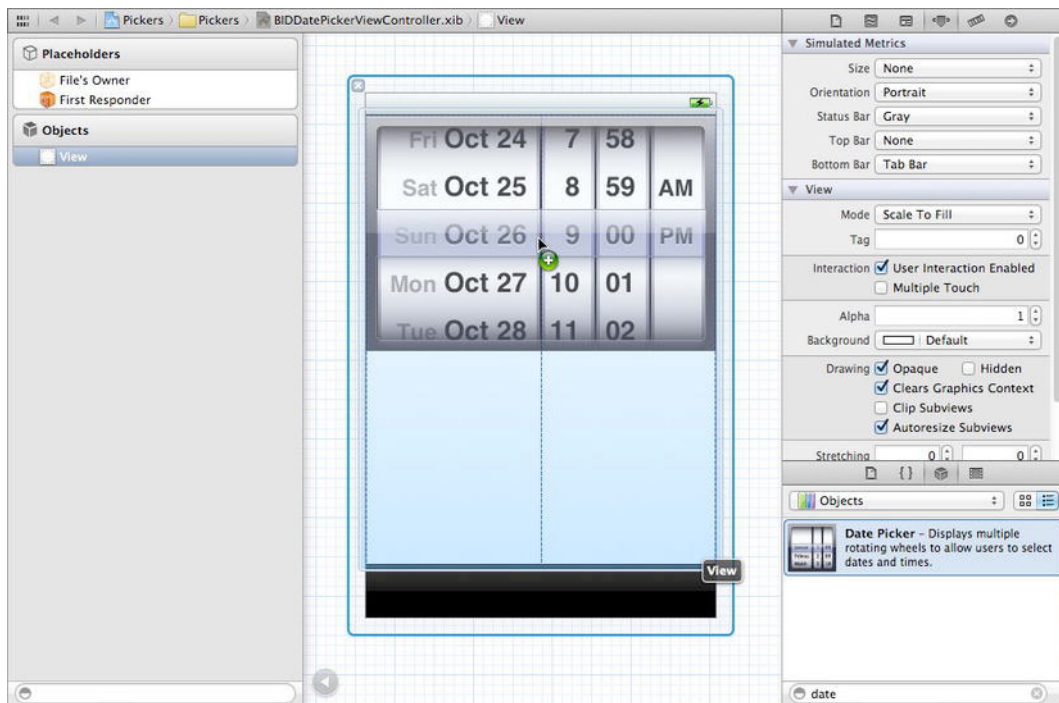 Pickers Pickers BIDDatePickerViewController.xib View
Placeholders
File's Owner
First Responder
Objects
View
Fri Oct 24 7 58
Sat Oct 25 8 59 AM
Sun Oct 26 9 00 PM
Mon Oct 27 10 01
Tue Oct 28 11 02
View
Simulated Metrics
Size None
Orientation Portrait
Status Bar Gray
Top Bar None
Bottom Bar Tab Bar
View
Mode Scale To Fill
Tag 0
Interaction User Interaction Enabled
Multiple Touch
Alpha 1
Background Default
Drawing Opaque Hidden
Clears Graphics Context
Clip Subviews
Autoresize Subviews
Stretching 0 0
{}
Objects
Date Picker – Displays multiple
rotating wheels to allow users to select
dates and times.
date